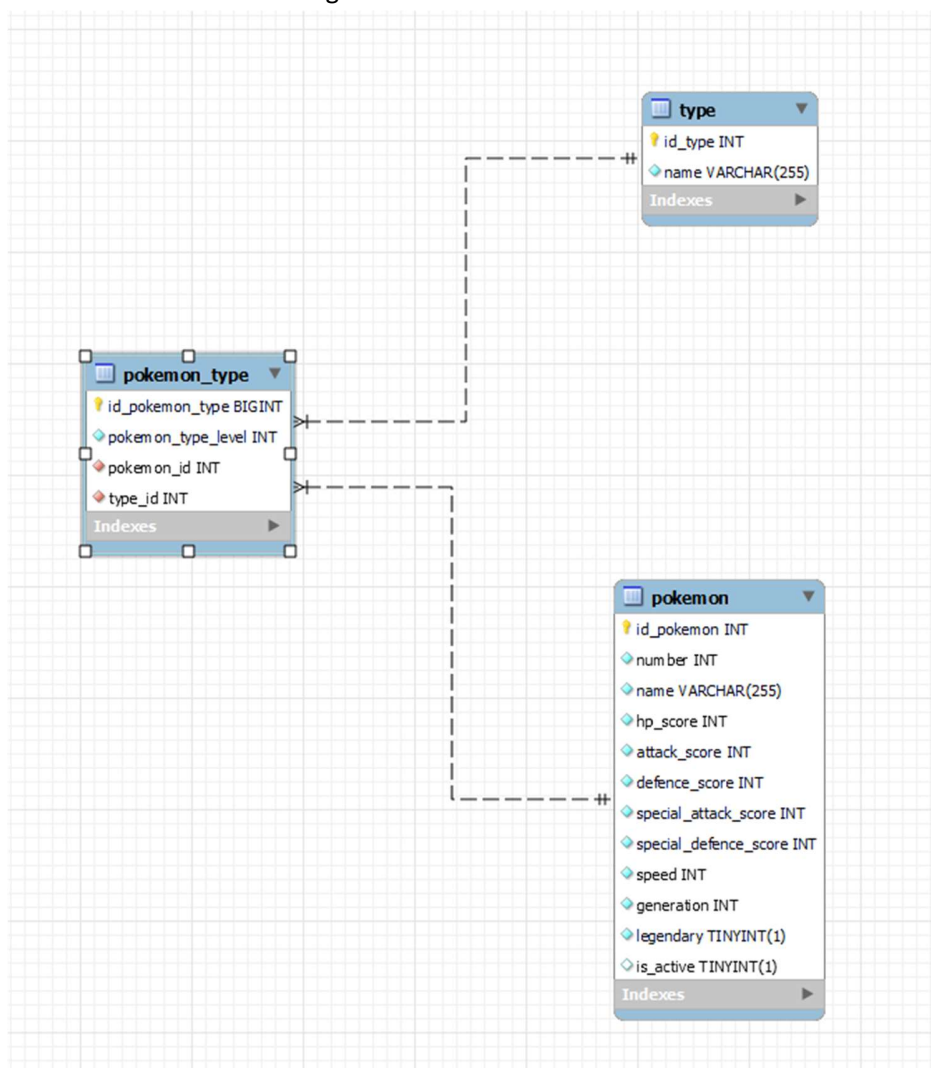 type
id_type INT
name VARCHAR(255)
Indexes
pokemon_type
id_pokemon_type BIGINT
pokemon_type_level INT
pokemon_id INT
type_id INT
Indexes
pokemon
id_pokemon INT
number INT
name VARCHAR(255)
hp_score INT
attack_score INT
defence_score INT
special_attack_score INT
special_defence_score INT
speed INT
generation INT
legendary TINYINT(1)
is_active TINYINT(1)
Indexes